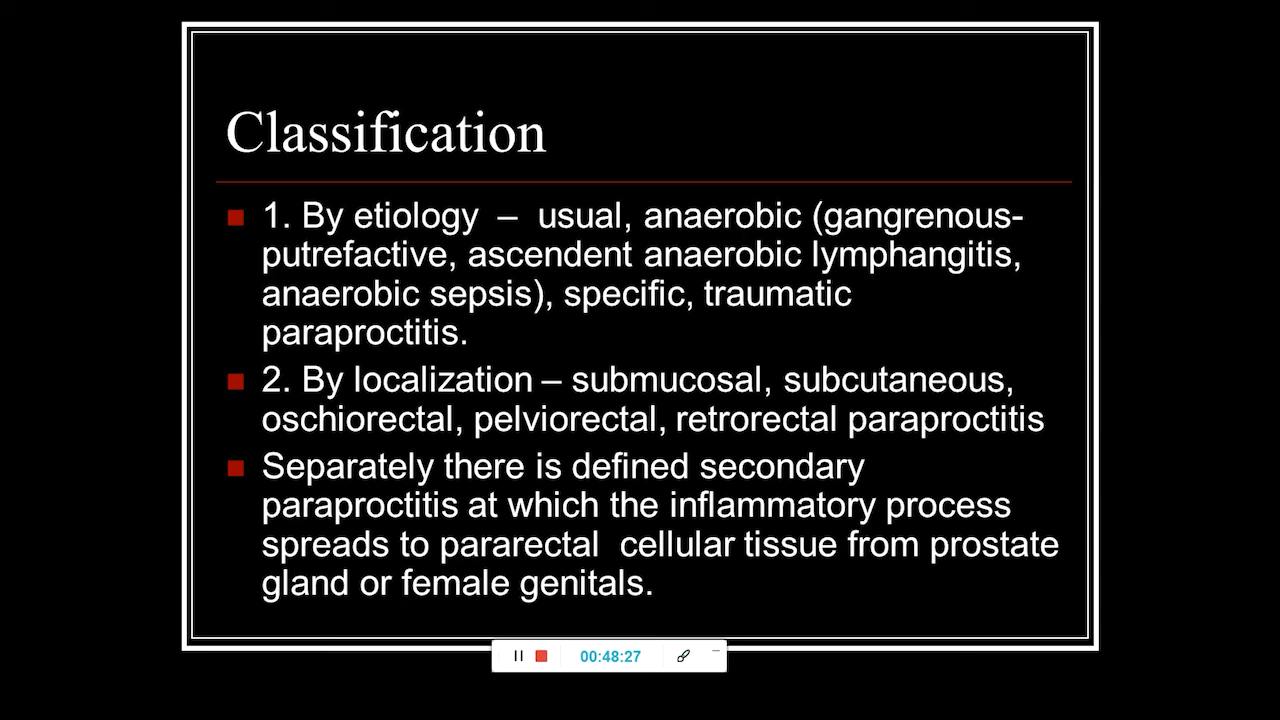 Classification
1. By etiology – usual, anaerobic (gangrenous-
putrefactive, ascendent anaerobic lymphangitis,
anaerobic sepsis), specific, traumatic
paraproctitis.
2. By localization – submucosal, subcutaneous,
oschiorectal, pelviorectal, retrorectal paraproctitis
Separately there is defined secondary
paraproctitis at which the inflammatory process
spreads to pararectal cellular tissue from prostate
gland or female genitals.
00:48:27